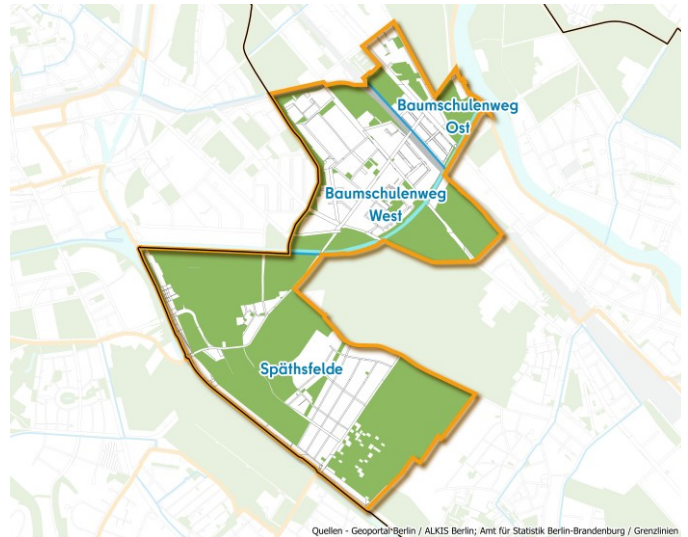 Baumschulenweg
Ost
Baumschulenweg
West
Späthsfelde
Quellen - Geoportal Berlin / ALKIS Berlin; Amt für Statistik Berlin-Brandenburg / Grenzlinien